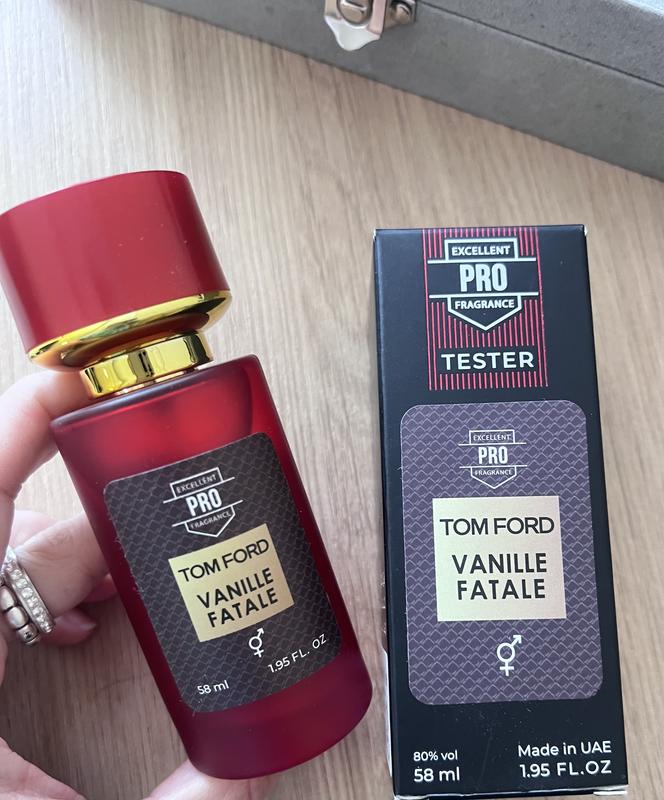 EXCELLENT
PRO
FRAGRANCE
TOM FORD
VANILLE
FATALE
58 ml
1.95 FL. OZ
EXCELLENT
PRO
FRAGRANCE
TESTER
EXCELLENT
PRO
FRAGRANCE
TOM FORD
VANILLE
FATALE
80% vol
58 ml
Made in UAE
1.95 FL.OZ